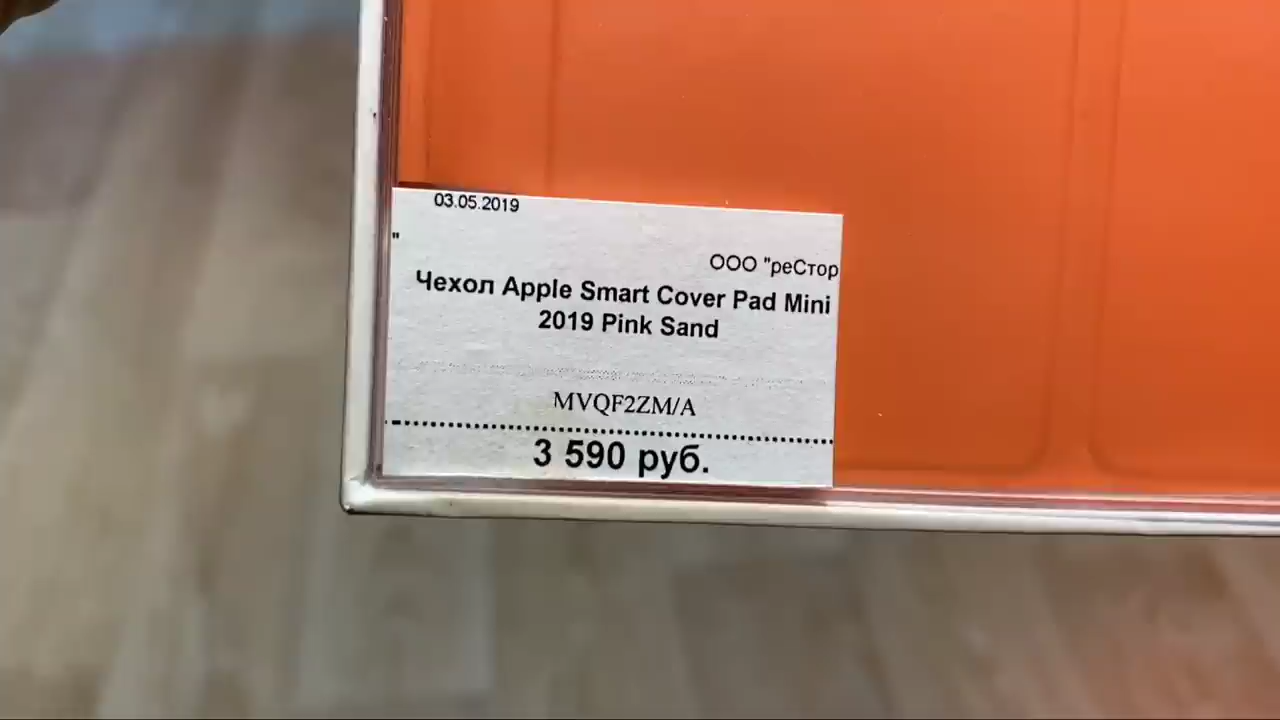 03.05.2019
"
ООО "реСтор
Чехол Apple Smart Cover Pad Mini
2019 Pink Sand
MVQF2ZM/A
3 590 руб.